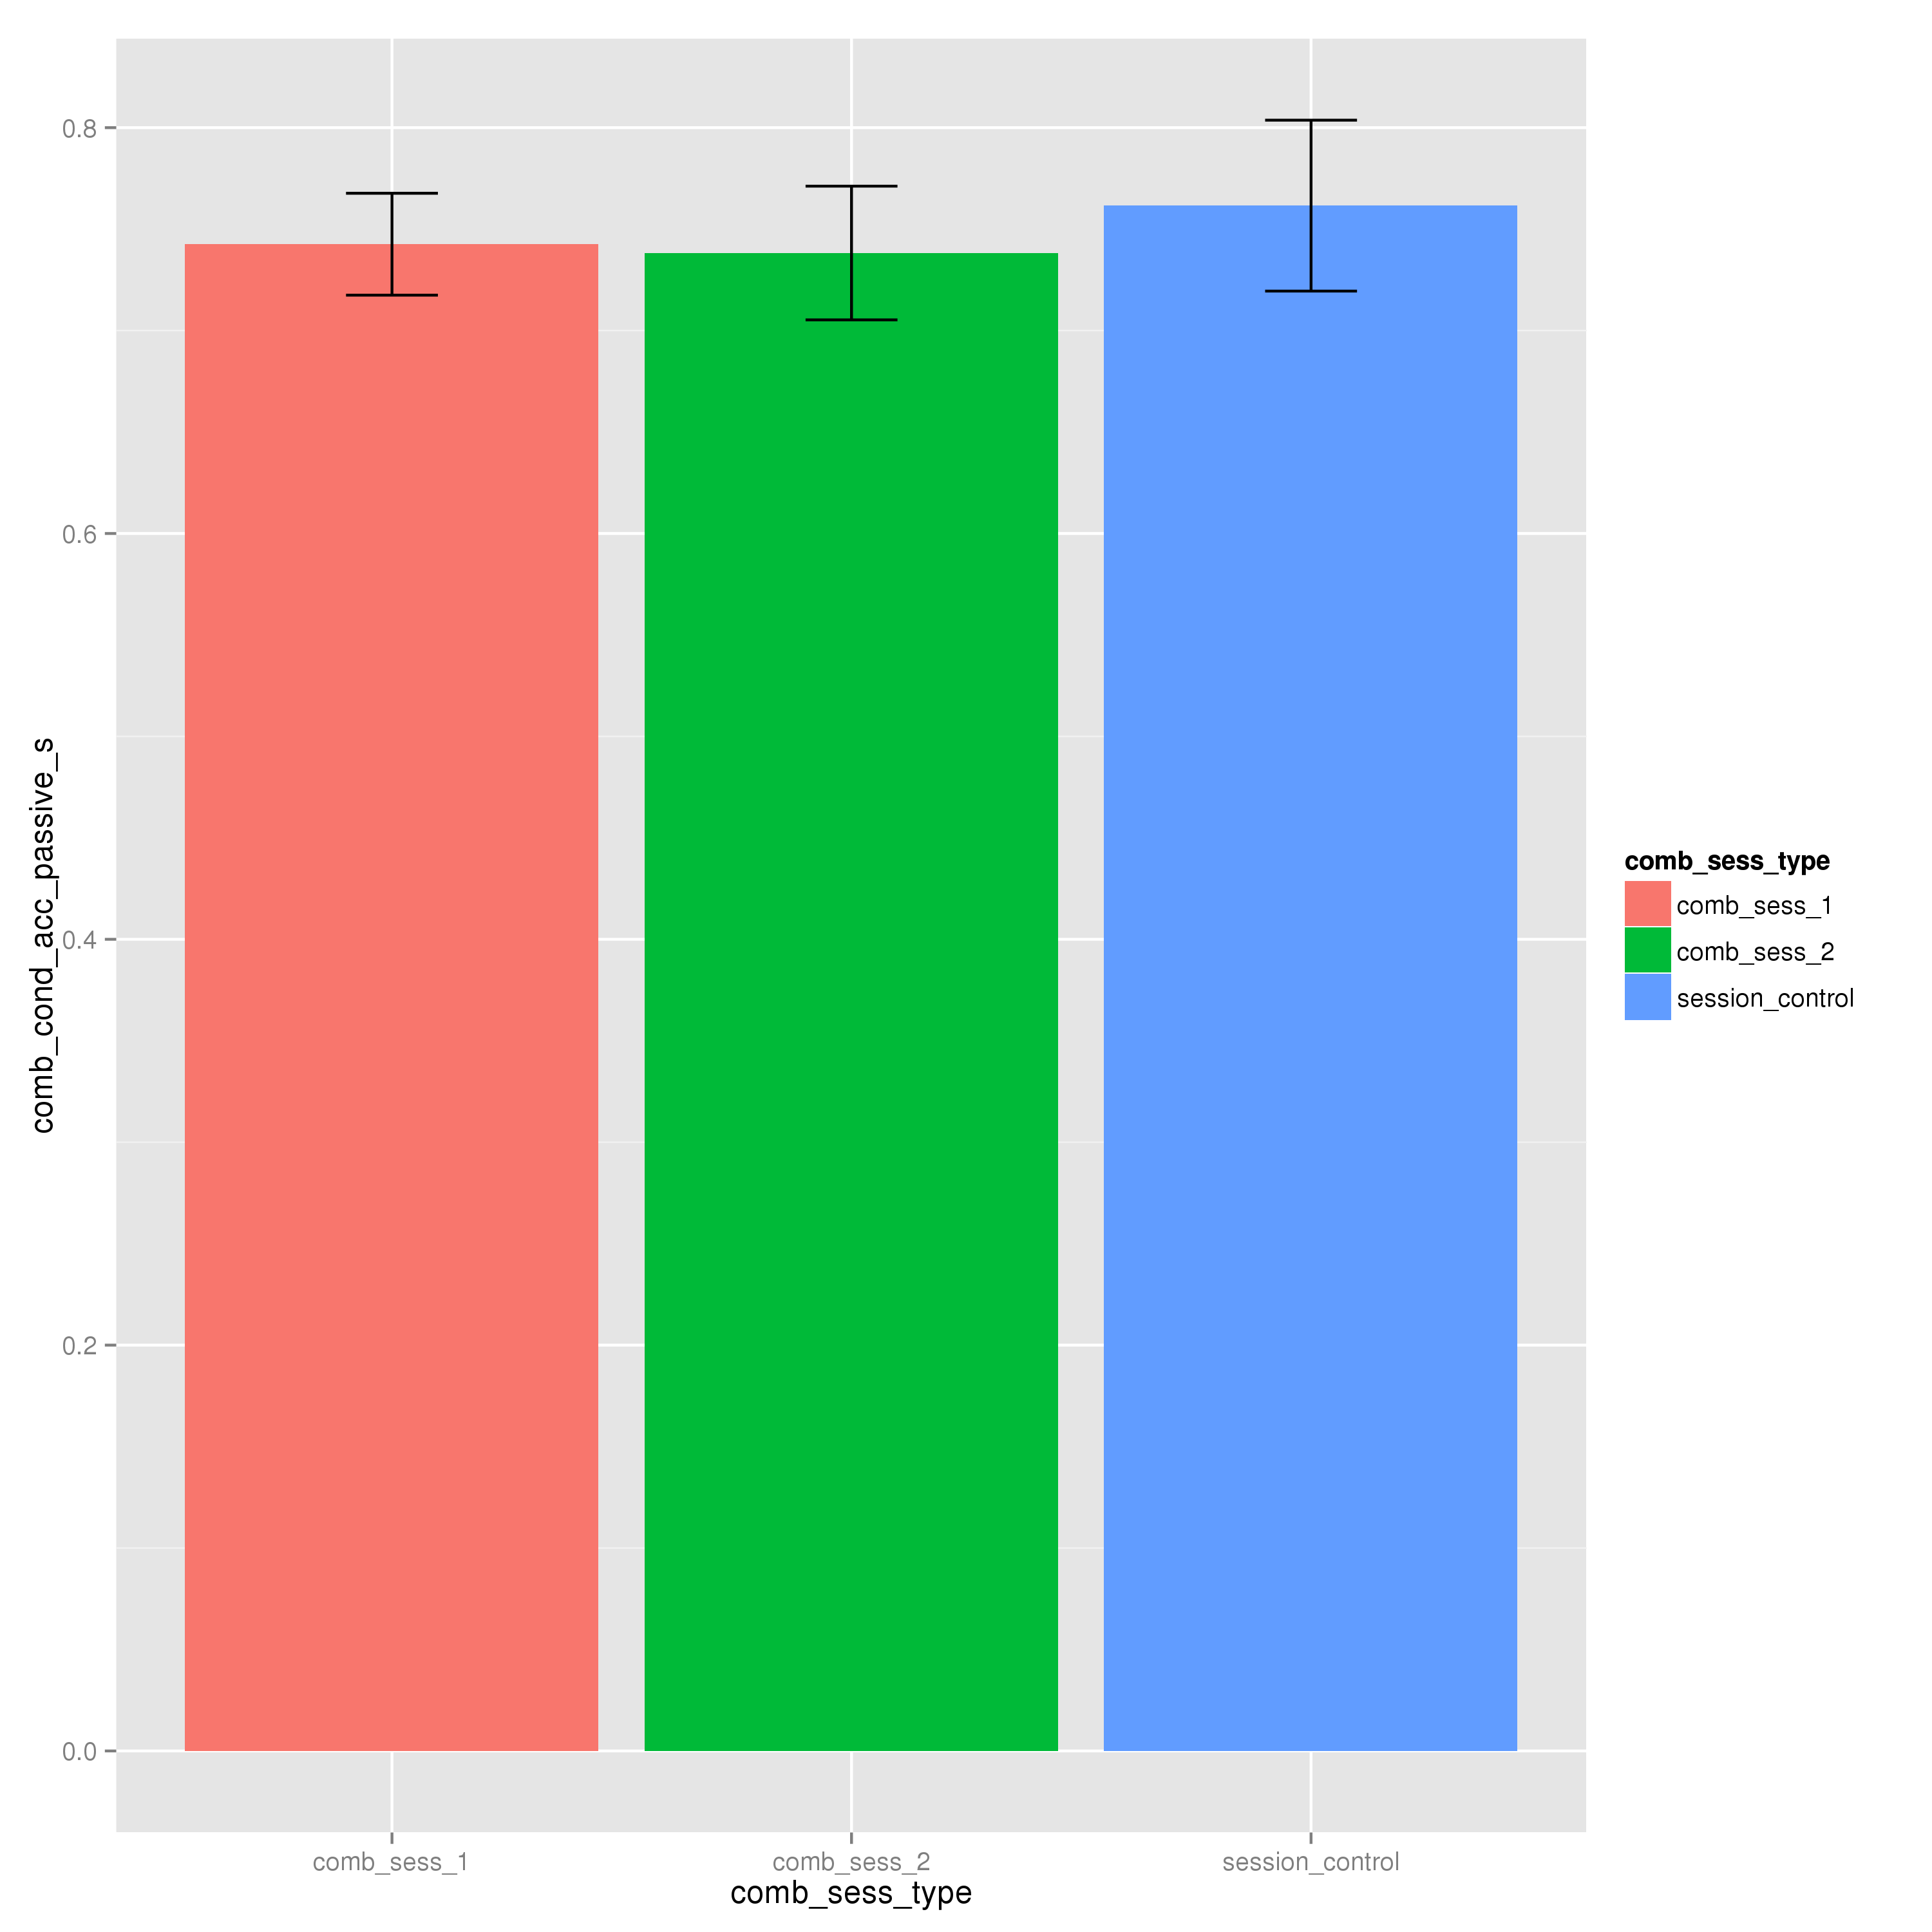 comb_cond_acc_passive_s
0.8
0.6
0.4
0.2
0.0
comb_sess_1
comb_sess_2
session_control
comb_sess_type
comb_sess_type
comb_sess_1
comb_sess_2
session_control